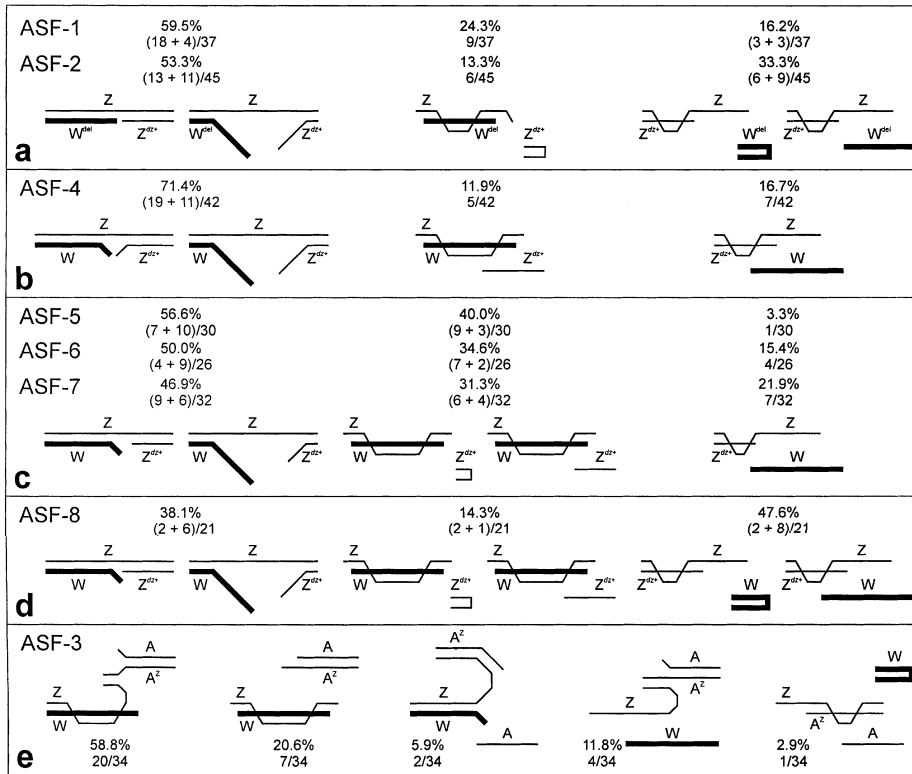 ASF-1 59.5% 24.3% 16.2%
(18 + 4)/37 9/37 (3 + 3)/37
ASF-2 53.3% 13.3% 33.3%
(13 + 11)/45 6/45 (6 + 9)/45
Z Z Z Z Z
W^del Z^dz+ W^del Z^dz+ W^del Z^dz+ Z^dz+ W^del Z^dz+ W^del
a
ASF-4 71.4% 11.9% 16.7%
(19 + 11)/42 5/42 7/42
Z Z Z Z
W Z^dz+ W Z^dz+ W Z^dz+ Z^dz+ W
b
ASF-5 56.6% 40.0% 3.3%
(7 + 10)/30 (9 + 3)/30 1/30
ASF-6 50.0% 34.6% 15.4%
(4 + 9)/26 (7 + 2)/26 4/26
ASF-7 46.9% 31.3% 21.9%
(9 + 6)/32 (6 + 4)/32 7/32
Z Z Z Z Z
W Z^dz+ W Z^dz+ W Z^dz+ W Z^dz+ Z^dz+ W
c
ASF-8 38.1% 14.3% 47.6%
(2 + 6)/21 (2 + 1)/21 (2 + 8)/21
Z Z Z Z Z Z
W Z^dz+ W Z^dz+ W Z^dz+ W Z^dz+ Z^dz+ W Z^dz+ W
d
ASF-3
A A A^Z A W
A^Z A^Z A^Z
Z Z Z Z Z
W W W A W A^Z A
58.8% 20.6% 5.9% 11.8% 2.9%
20/34 7/34 2/34 4/34 1/34
e